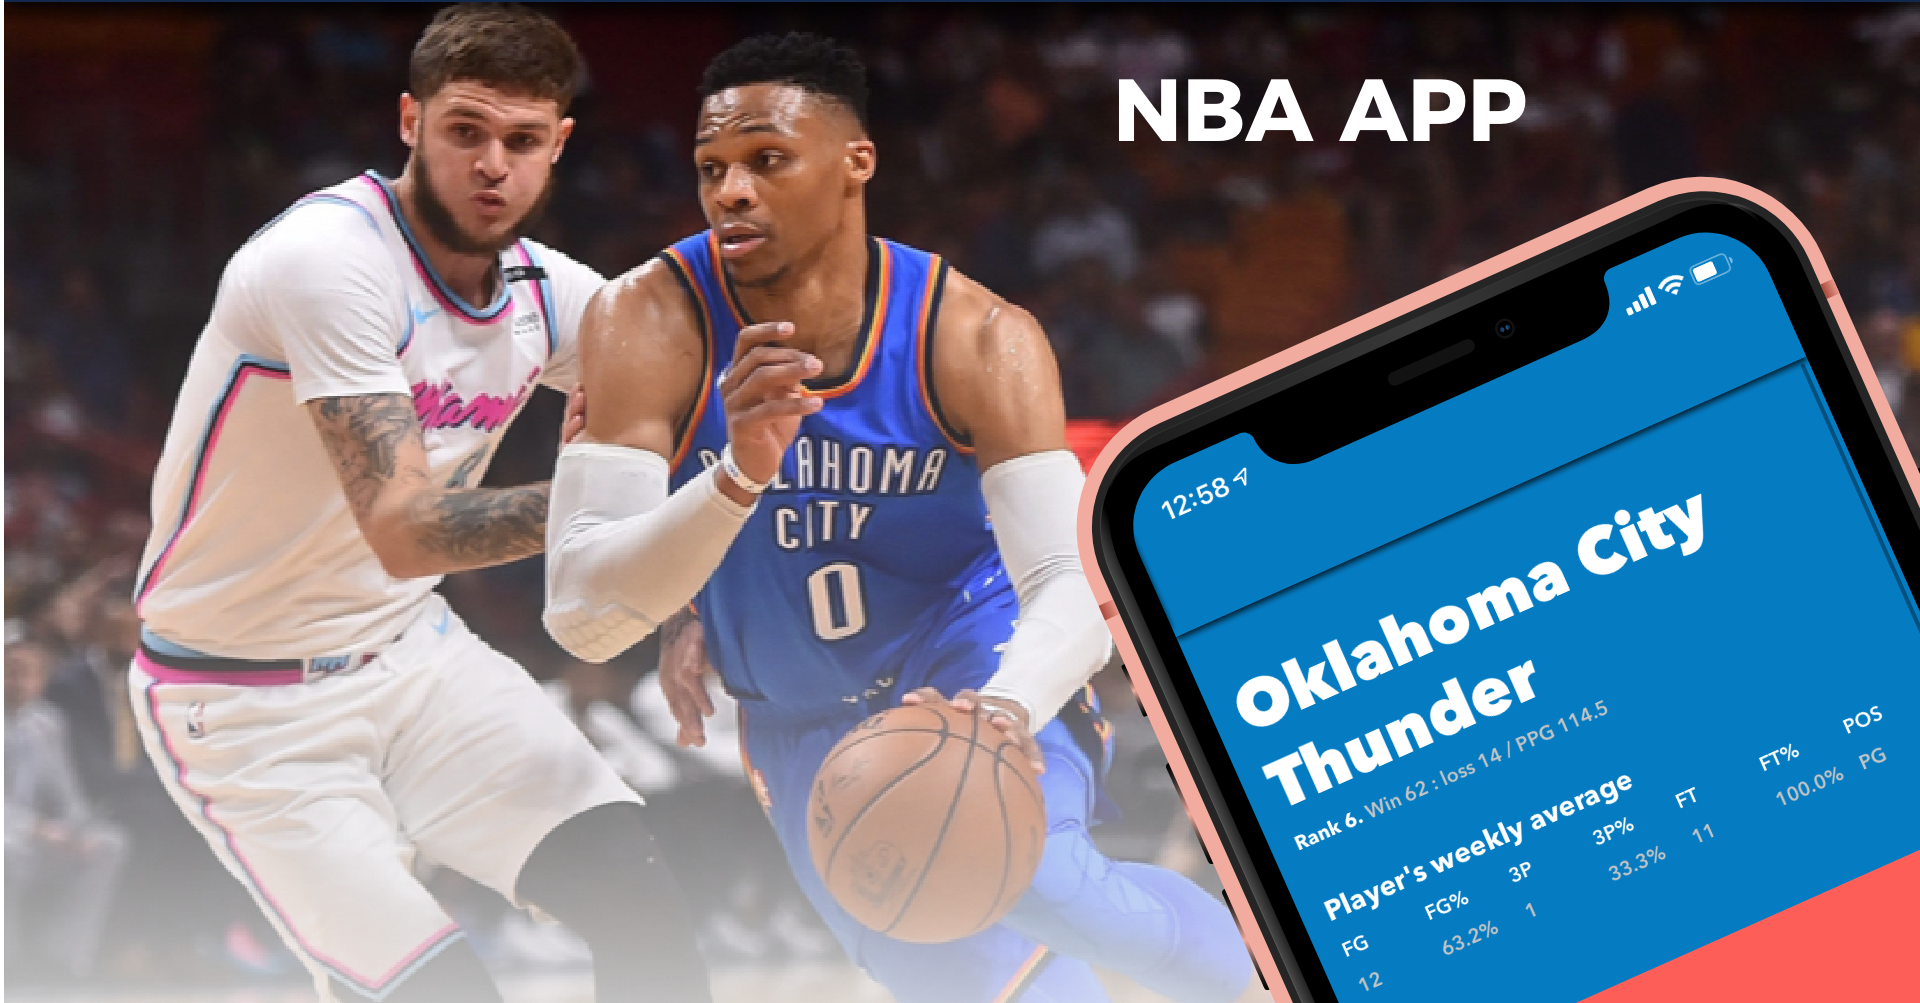 NBA APP
12:58
Oklahoma City
Thunder
Rank 6. Win 62 : loss 14 / PPG 114.5
Player's weekly average
FG FG% 3P 3P% FT FT% POS
12 63.2% 1 33.3% 11 100.0% PG
Miami
OKLAHOMA
CITY
0